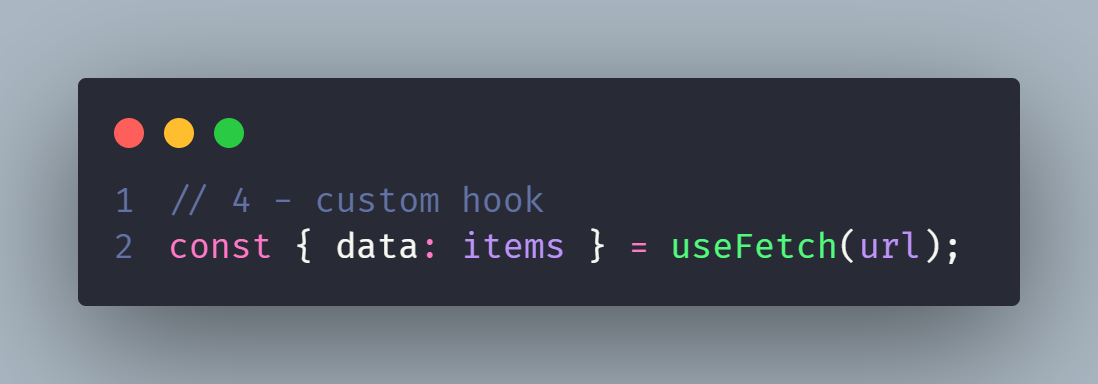 1 // 4 - custom hook
2 const { data: items } = useFetch(url);